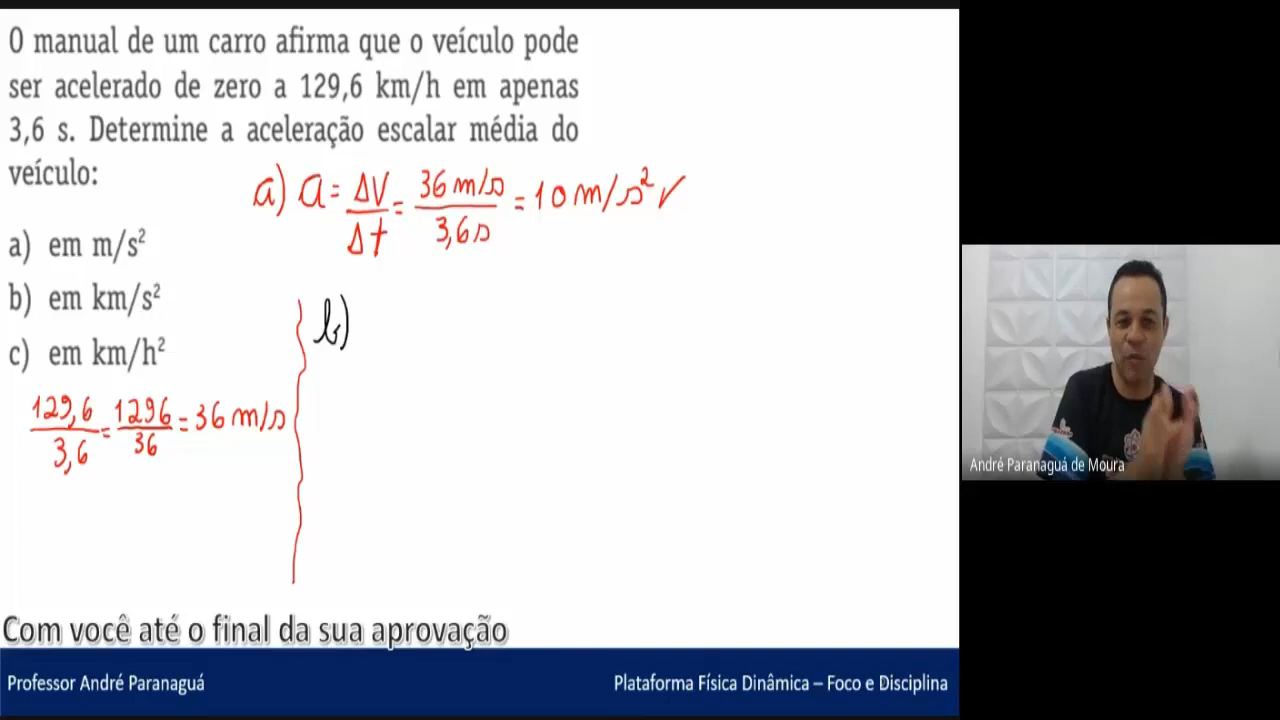 O manual de um carro afirma que o veículo pode
ser acelerado de zero a 129,6 km/h em apenas
3,6 s. Determine a aceleração escalar média do
veículo:
a) a = ΔV/Δt = 36 m/s/3,6 s = 10 m/s² ✓
a) em m/s²
b) em km/s²
c) em km/h²
129,6/3,6 = 1296/36 = 36 m/s
b)
André Paranaguá de Moura
Com você até o final da sua aprovação
Professor André Paranaguá
Plataforma Física Dinâmica – Foco e Disciplina